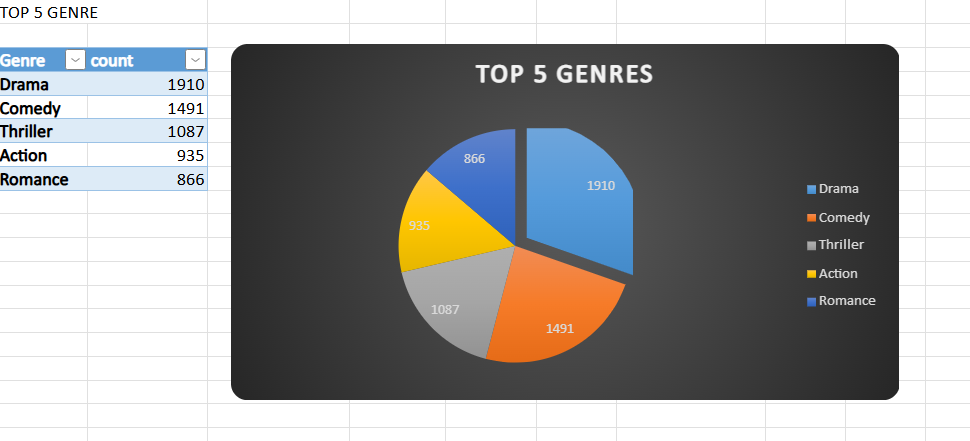 TOP 5 GENRE
Genre count
Drama 1910
Comedy 1491
Thriller 1087
Action 935
Romance 866
TOP 5 GENRES
866
1910
935
1087
1491
Drama
Comedy
Thriller
Action
Romance